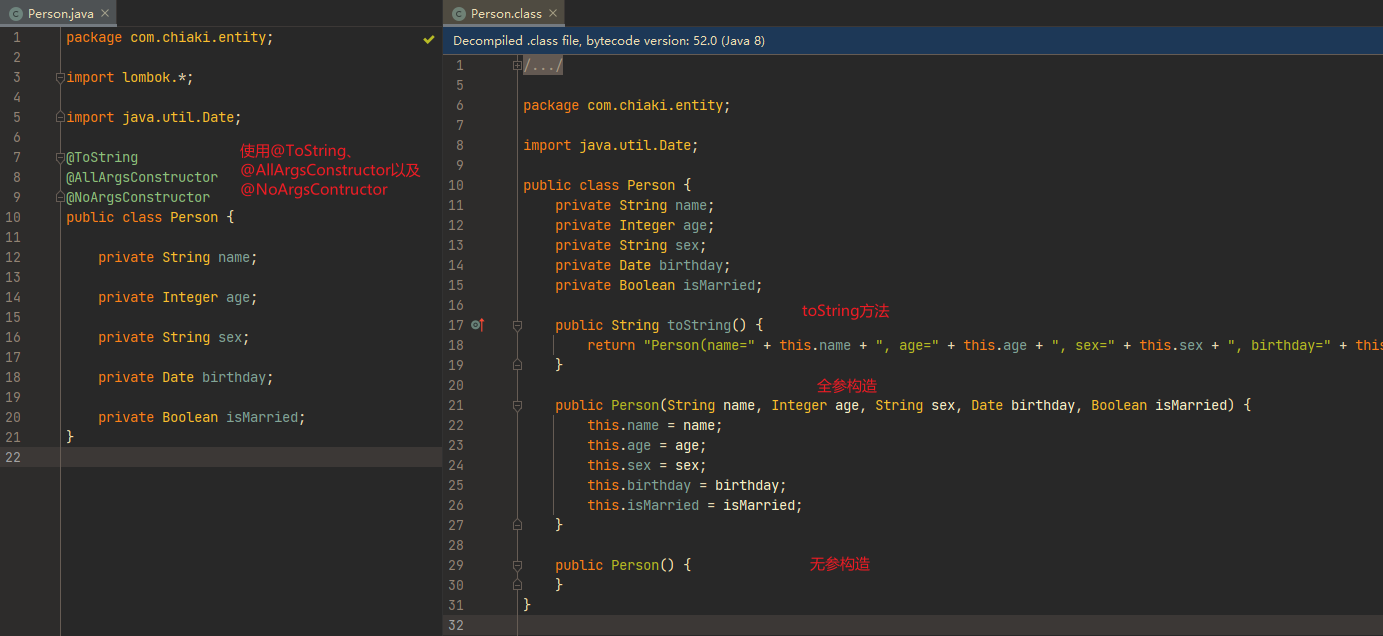 Person.java
1 package com.chiaki.entity;
2
3 import lombok.*;
4
5 import java.util.Date;
6
7 @ToString
8 @AllArgsConstructor
9 @NoArgsConstructor
使用@ToString、
@AllArgsConstructor以及
@NoArgsContructor
10 public class Person {
11
12 private String name;
13
14 private Integer age;
15
16 private String sex;
17
18 private Date birthday;
19
20 private Boolean isMarried;
21 }
22
Person.class
Decompiled .class file, bytecode version: 52.0 (Java 8)
1 /.../
5
6 package com.chiaki.entity;
7
8 import java.util.Date;
9
10 public class Person {
11 private String name;
12 private Integer age;
13 private String sex;
14 private Date birthday;
15 private Boolean isMarried;
16
toString方法
17 public String toString() {
18 return "Person(name=" + this.name + ", age=" + this.age + ", sex=" + this.sex + ", birthday=" + this
19 }
20
全参构造
21 public Person(String name, Integer age, String sex, Date birthday, Boolean isMarried) {
22 this.name = name;
23 this.age = age;
24 this.sex = sex;
25 this.birthday = birthday;
26 this.isMarried = isMarried;
27 }
28
29 public Person() { 无参构造
30 }
31 }
32